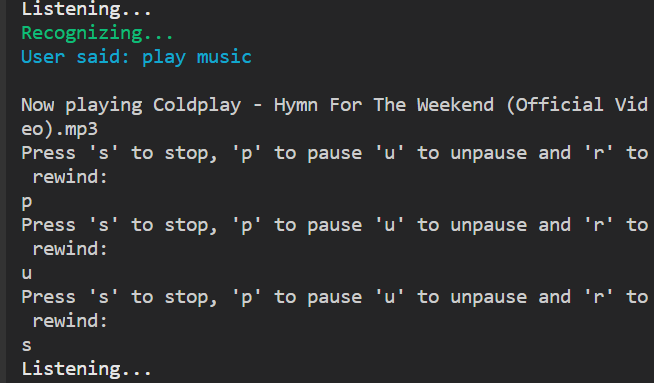 Listening...
Recognizing...
User said: play music
Now playing Coldplay - Hymn For The Weekend (Official Vid
eo).mp3
Press 's' to stop, 'p' to pause 'u' to unpause and 'r' to
rewind:
p
Press 's' to stop, 'p' to pause 'u' to unpause and 'r' to
rewind:
u
Press 's' to stop, 'p' to pause 'u' to unpause and 'r' to
rewind:
s
Listening...